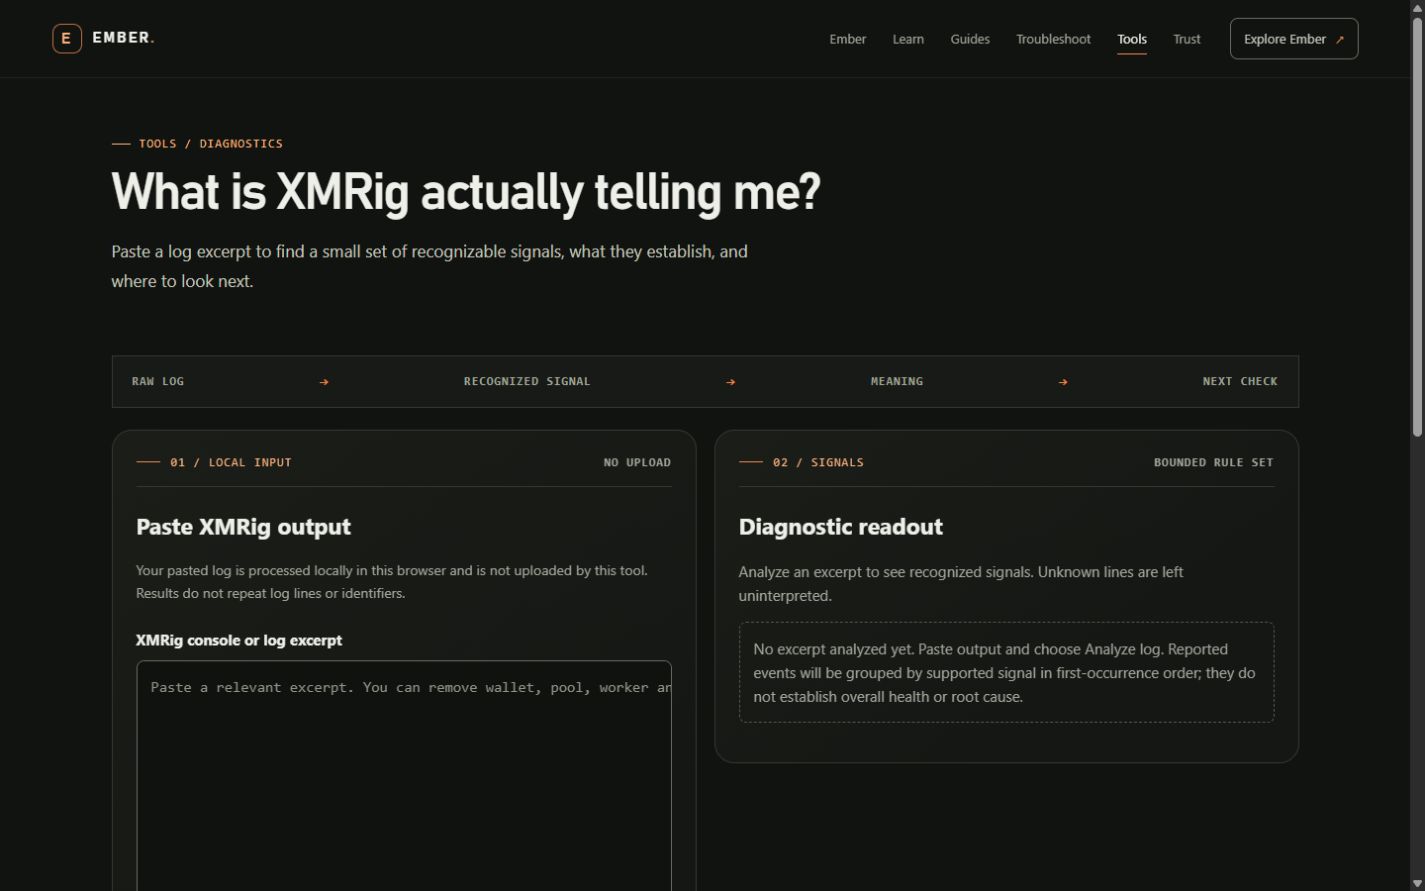 E EMBER.
Ember Learn Guides Troubleshoot Tools Trust Explore Ember ↗
TOOLS / DIAGNOSTICS
What is XMRig actually telling me?
Paste a log excerpt to find a small set of recognizable signals, what they establish, and
where to look next.
RAW LOG → RECOGNIZED SIGNAL → MEANING → NEXT CHECK
01 / LOCAL INPUT NO UPLOAD
Paste XMRig output
Your pasted log is processed locally in this browser and is not uploaded by this tool.
Results do not repeat log lines or identifiers.
XMRig console or log excerpt
Paste a relevant excerpt. You can remove wallet, pool, worker an
02 / SIGNALS BOUNDED RULE SET
Diagnostic readout
Analyze an excerpt to see recognized signals. Unknown lines are left
uninterpreted.
No excerpt analyzed yet. Paste output and choose Analyze log. Reported
events will be grouped by supported signal in first-occurrence order; they do
not establish overall health or root cause.